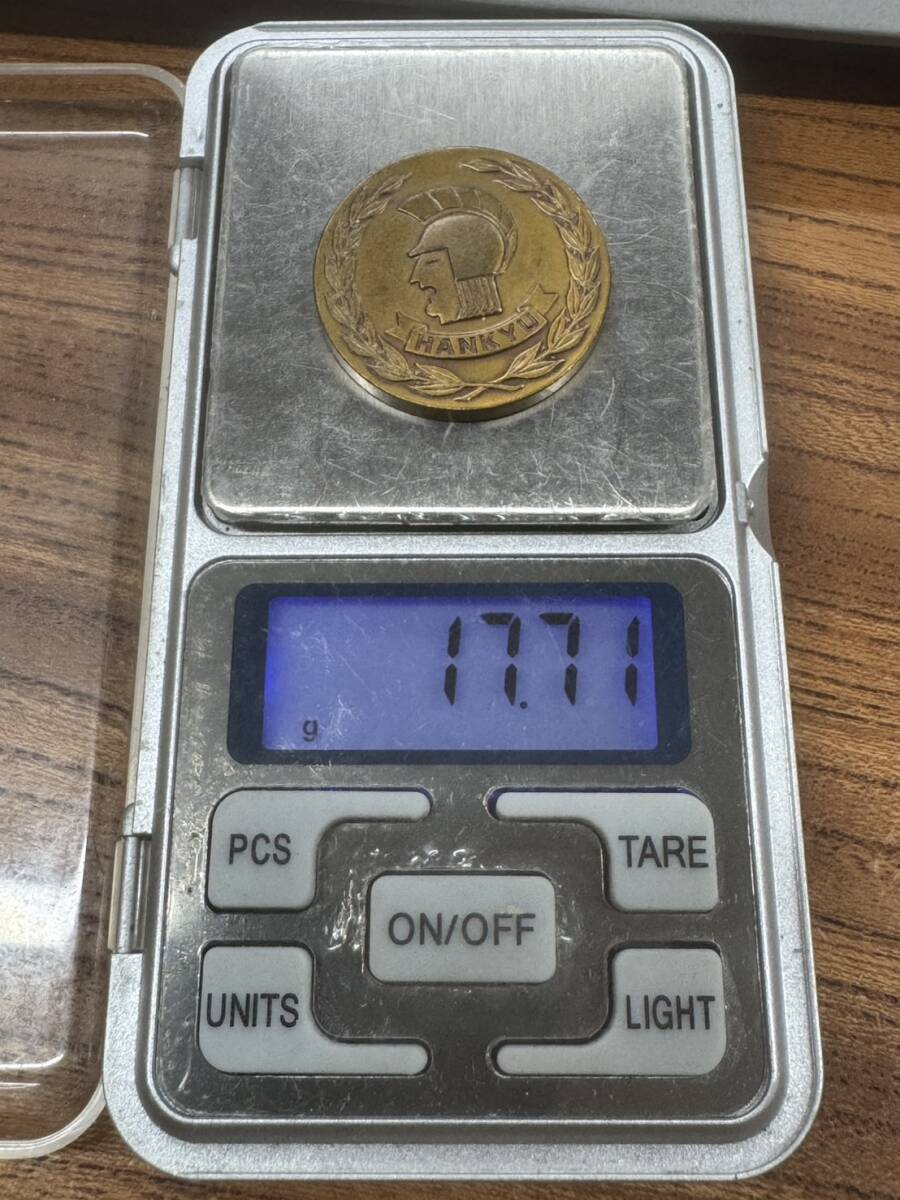 HANKYU
17.71
g
PCS
TARE
ON/OFF
UNITS
LIGHT